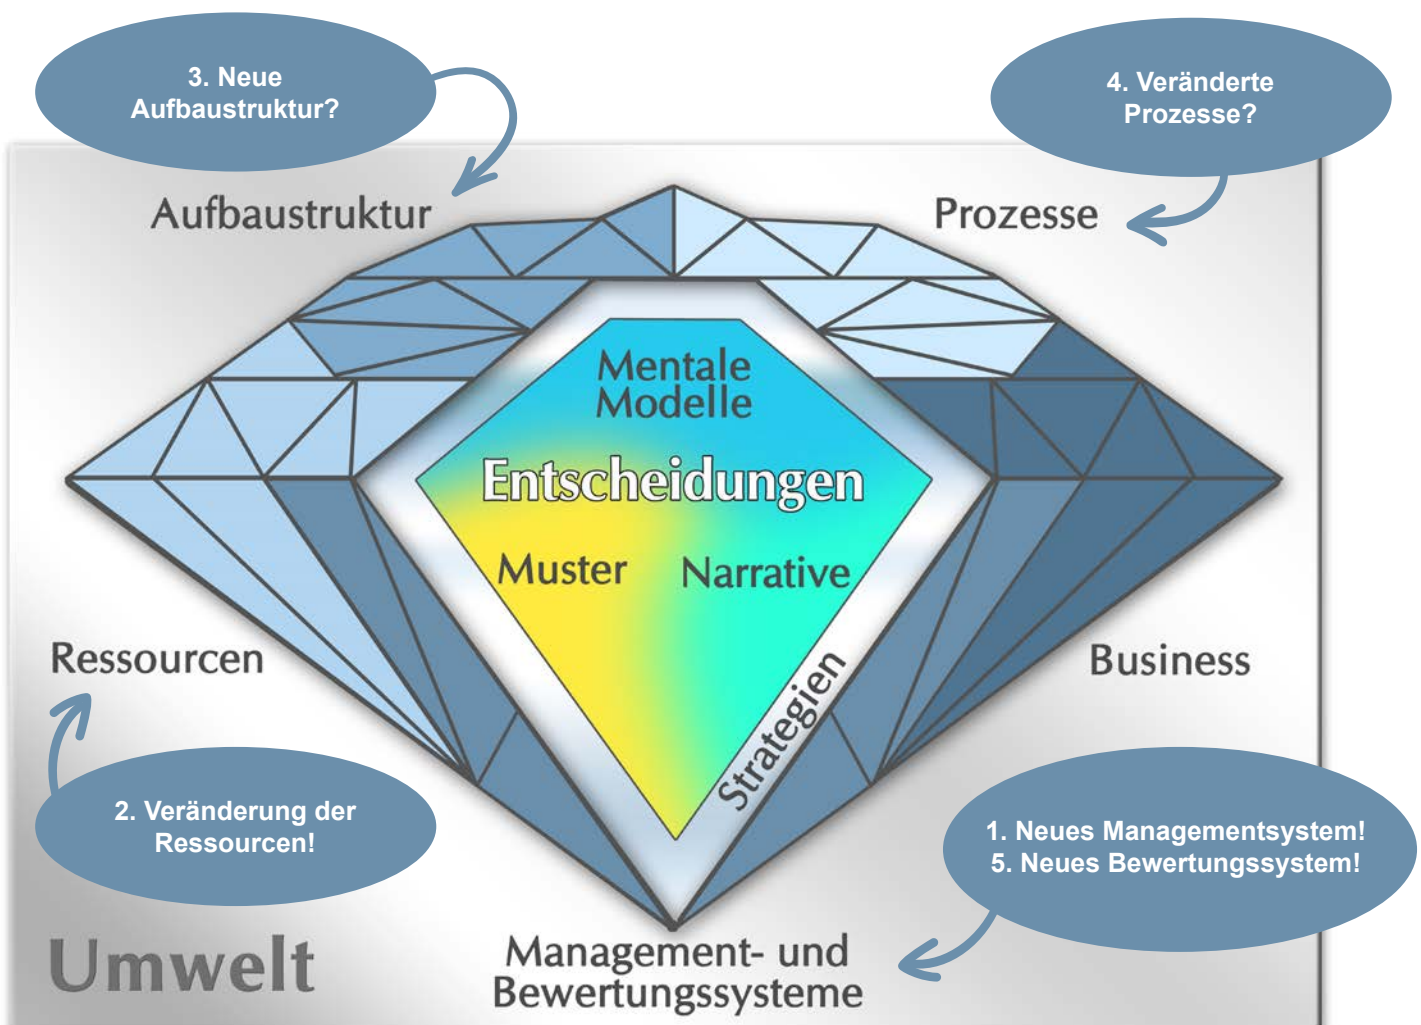 3. Neue
Aufbaustruktur?
4. Veränderte
Prozesse?
Aufbaustruktur
Prozesse
Mentale
Modelle
Entscheidungen
Muster
Narrative
Strategien
Ressourcen
Business
2. Veränderung der
Ressourcen!
1. Neues Managementsystem!
5. Neues Bewertungssystem!
Umwelt
Management- und
Bewertungssysteme